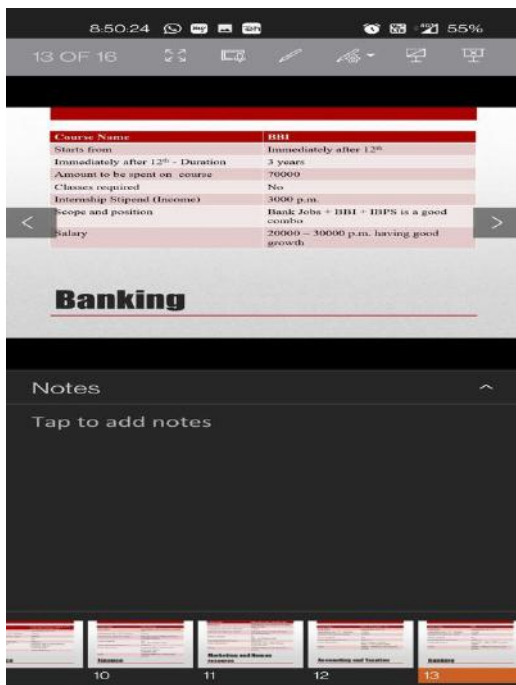 8:50:24 55%
13 OF 16
Course Name BBI
Starts from Immediately after 12th
Immediately after 12th - Duration 3 years
Amount to be spent on course 70000
Classes required No
Internship Stipend (Income) 3000 p.m.
Scope and position Bank Jobs + BBI + IBPS is a good
combo
Salary 20000 – 30000 p.m. having good
growth
Banking
Notes
Tap to add notes
Finance
Marketing and Human
resources
Accounting and Taxation
Banking
10 11 12 13